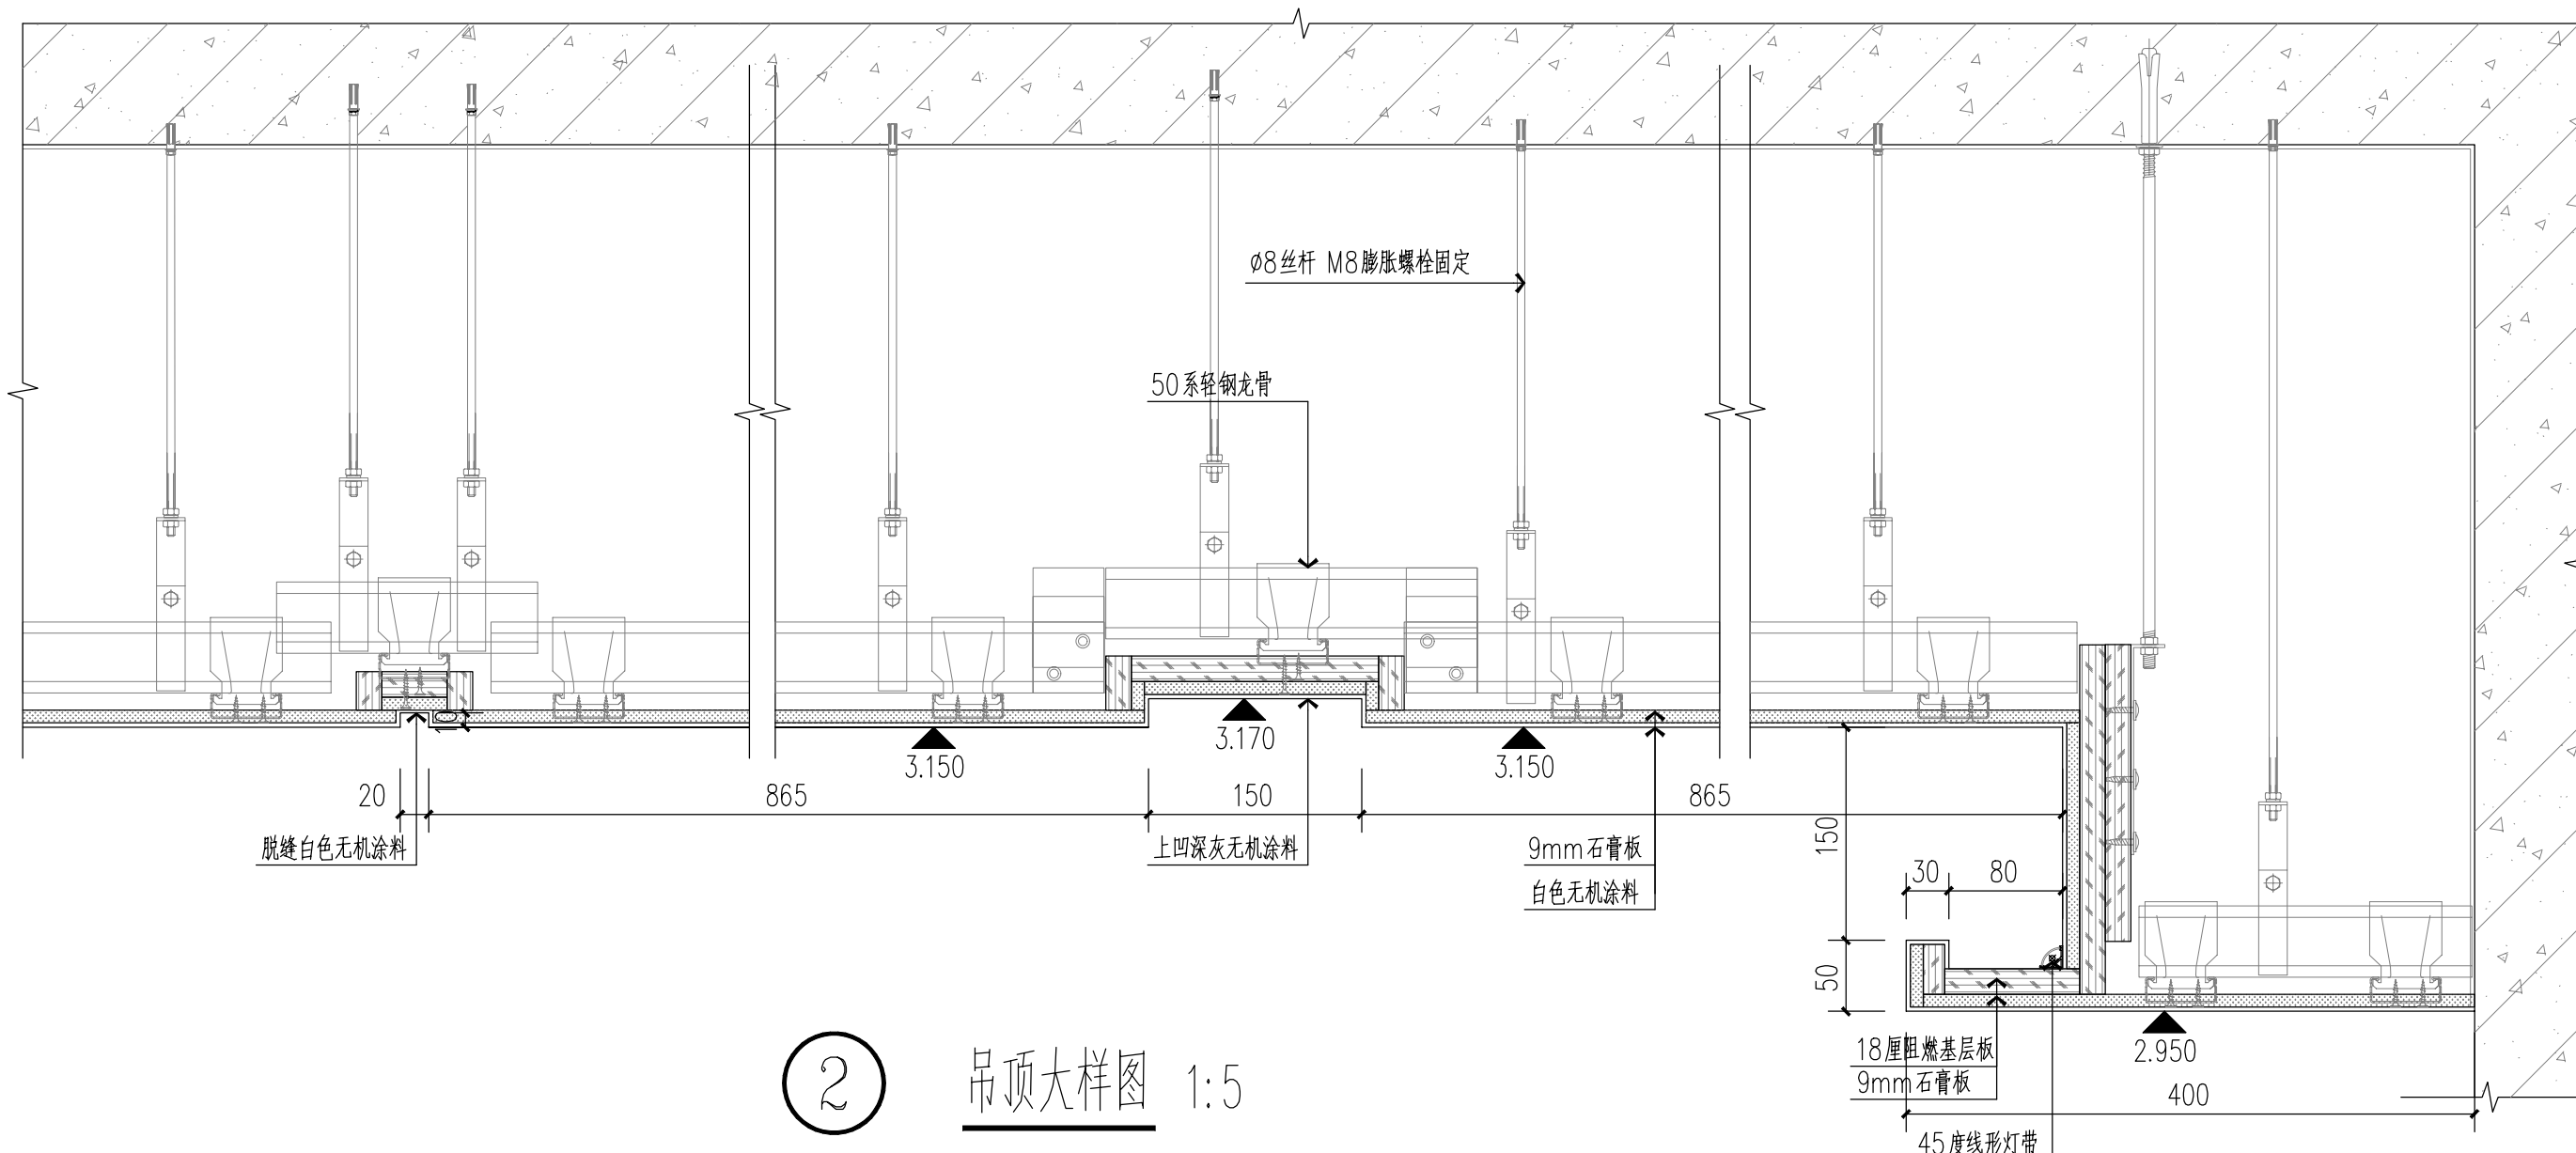 ø8丝杆 M8膨胀螺栓固定
50系轻钢龙骨
10
3.150
3.170
3.150
20
865
150
865
脱缝白色无机涂料
上凹深灰无机涂料
9mm石膏板
白色无机涂料
150
30
80
50
18厘阻燃基层板
9mm石膏板
2.950
400
45度线形灯带
2
吊顶大样图 1:5